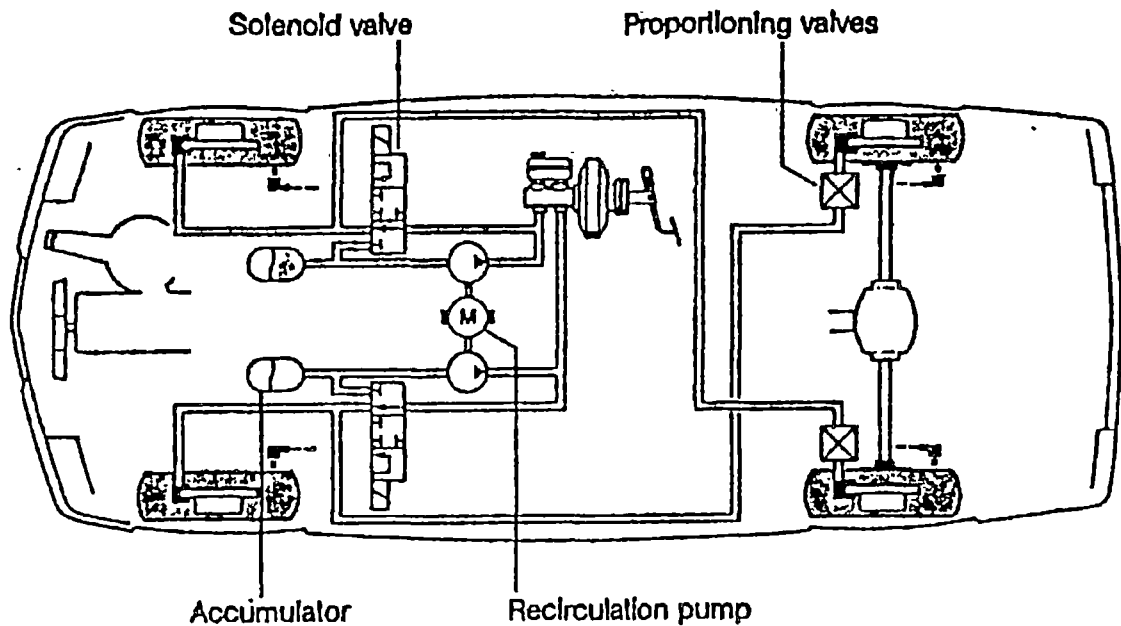 Solenoid valve
Proportioning valves
M
Accumulator
Recirculation pump